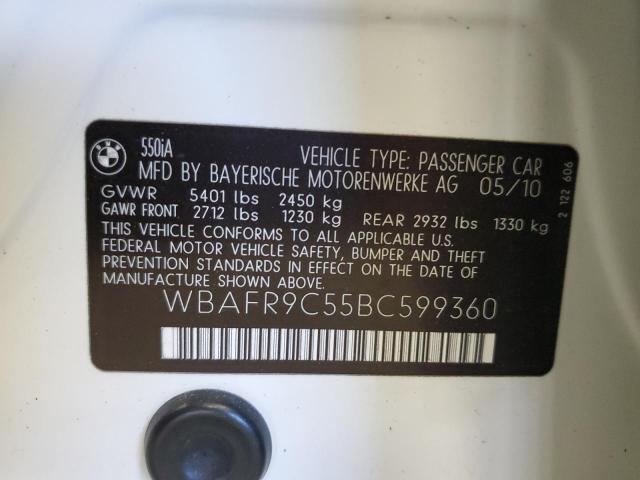 BMW
550iA
VEHICLE TYPE: PASSENGER CAR
MFD BY BAYERISCHE MOTORENWERKE AG 05/10
GVWR 5401 lbs 2450 kg
GAWR FRONT 2712 lbs 1230 kg REAR 2932 lbs 1330 kg
THIS VEHICLE CONFORMS TO ALL APPLICABLE U.S.
FEDERAL MOTOR VEHICLE SAFETY, BUMPER AND THEFT
PREVENTION STANDARDS IN EFFECT ON THE DATE OF
MANUFACTURE SHOWN ABOVE.
WBAFR9C55BC599360
2 122 606